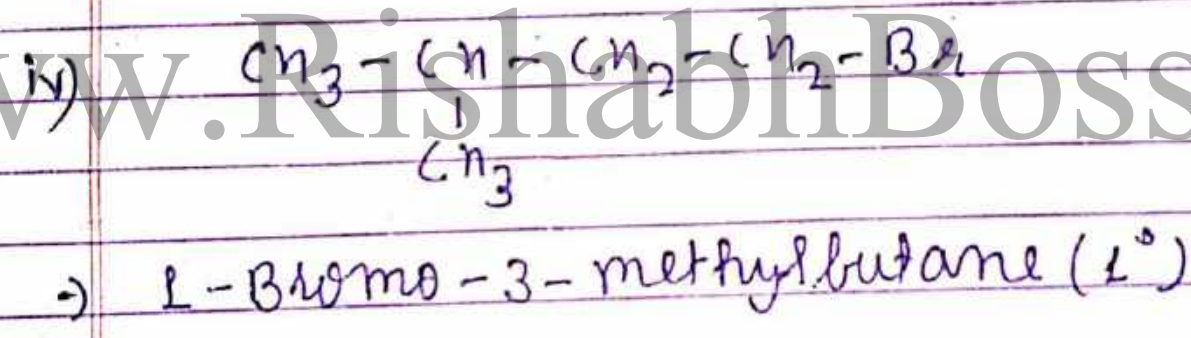 iv) CH3 - CH - CH2 - CH2 - Br
|
CH3
→ 1 - Bromo - 3 - methylbutane (1°)
www.RishabhBoss